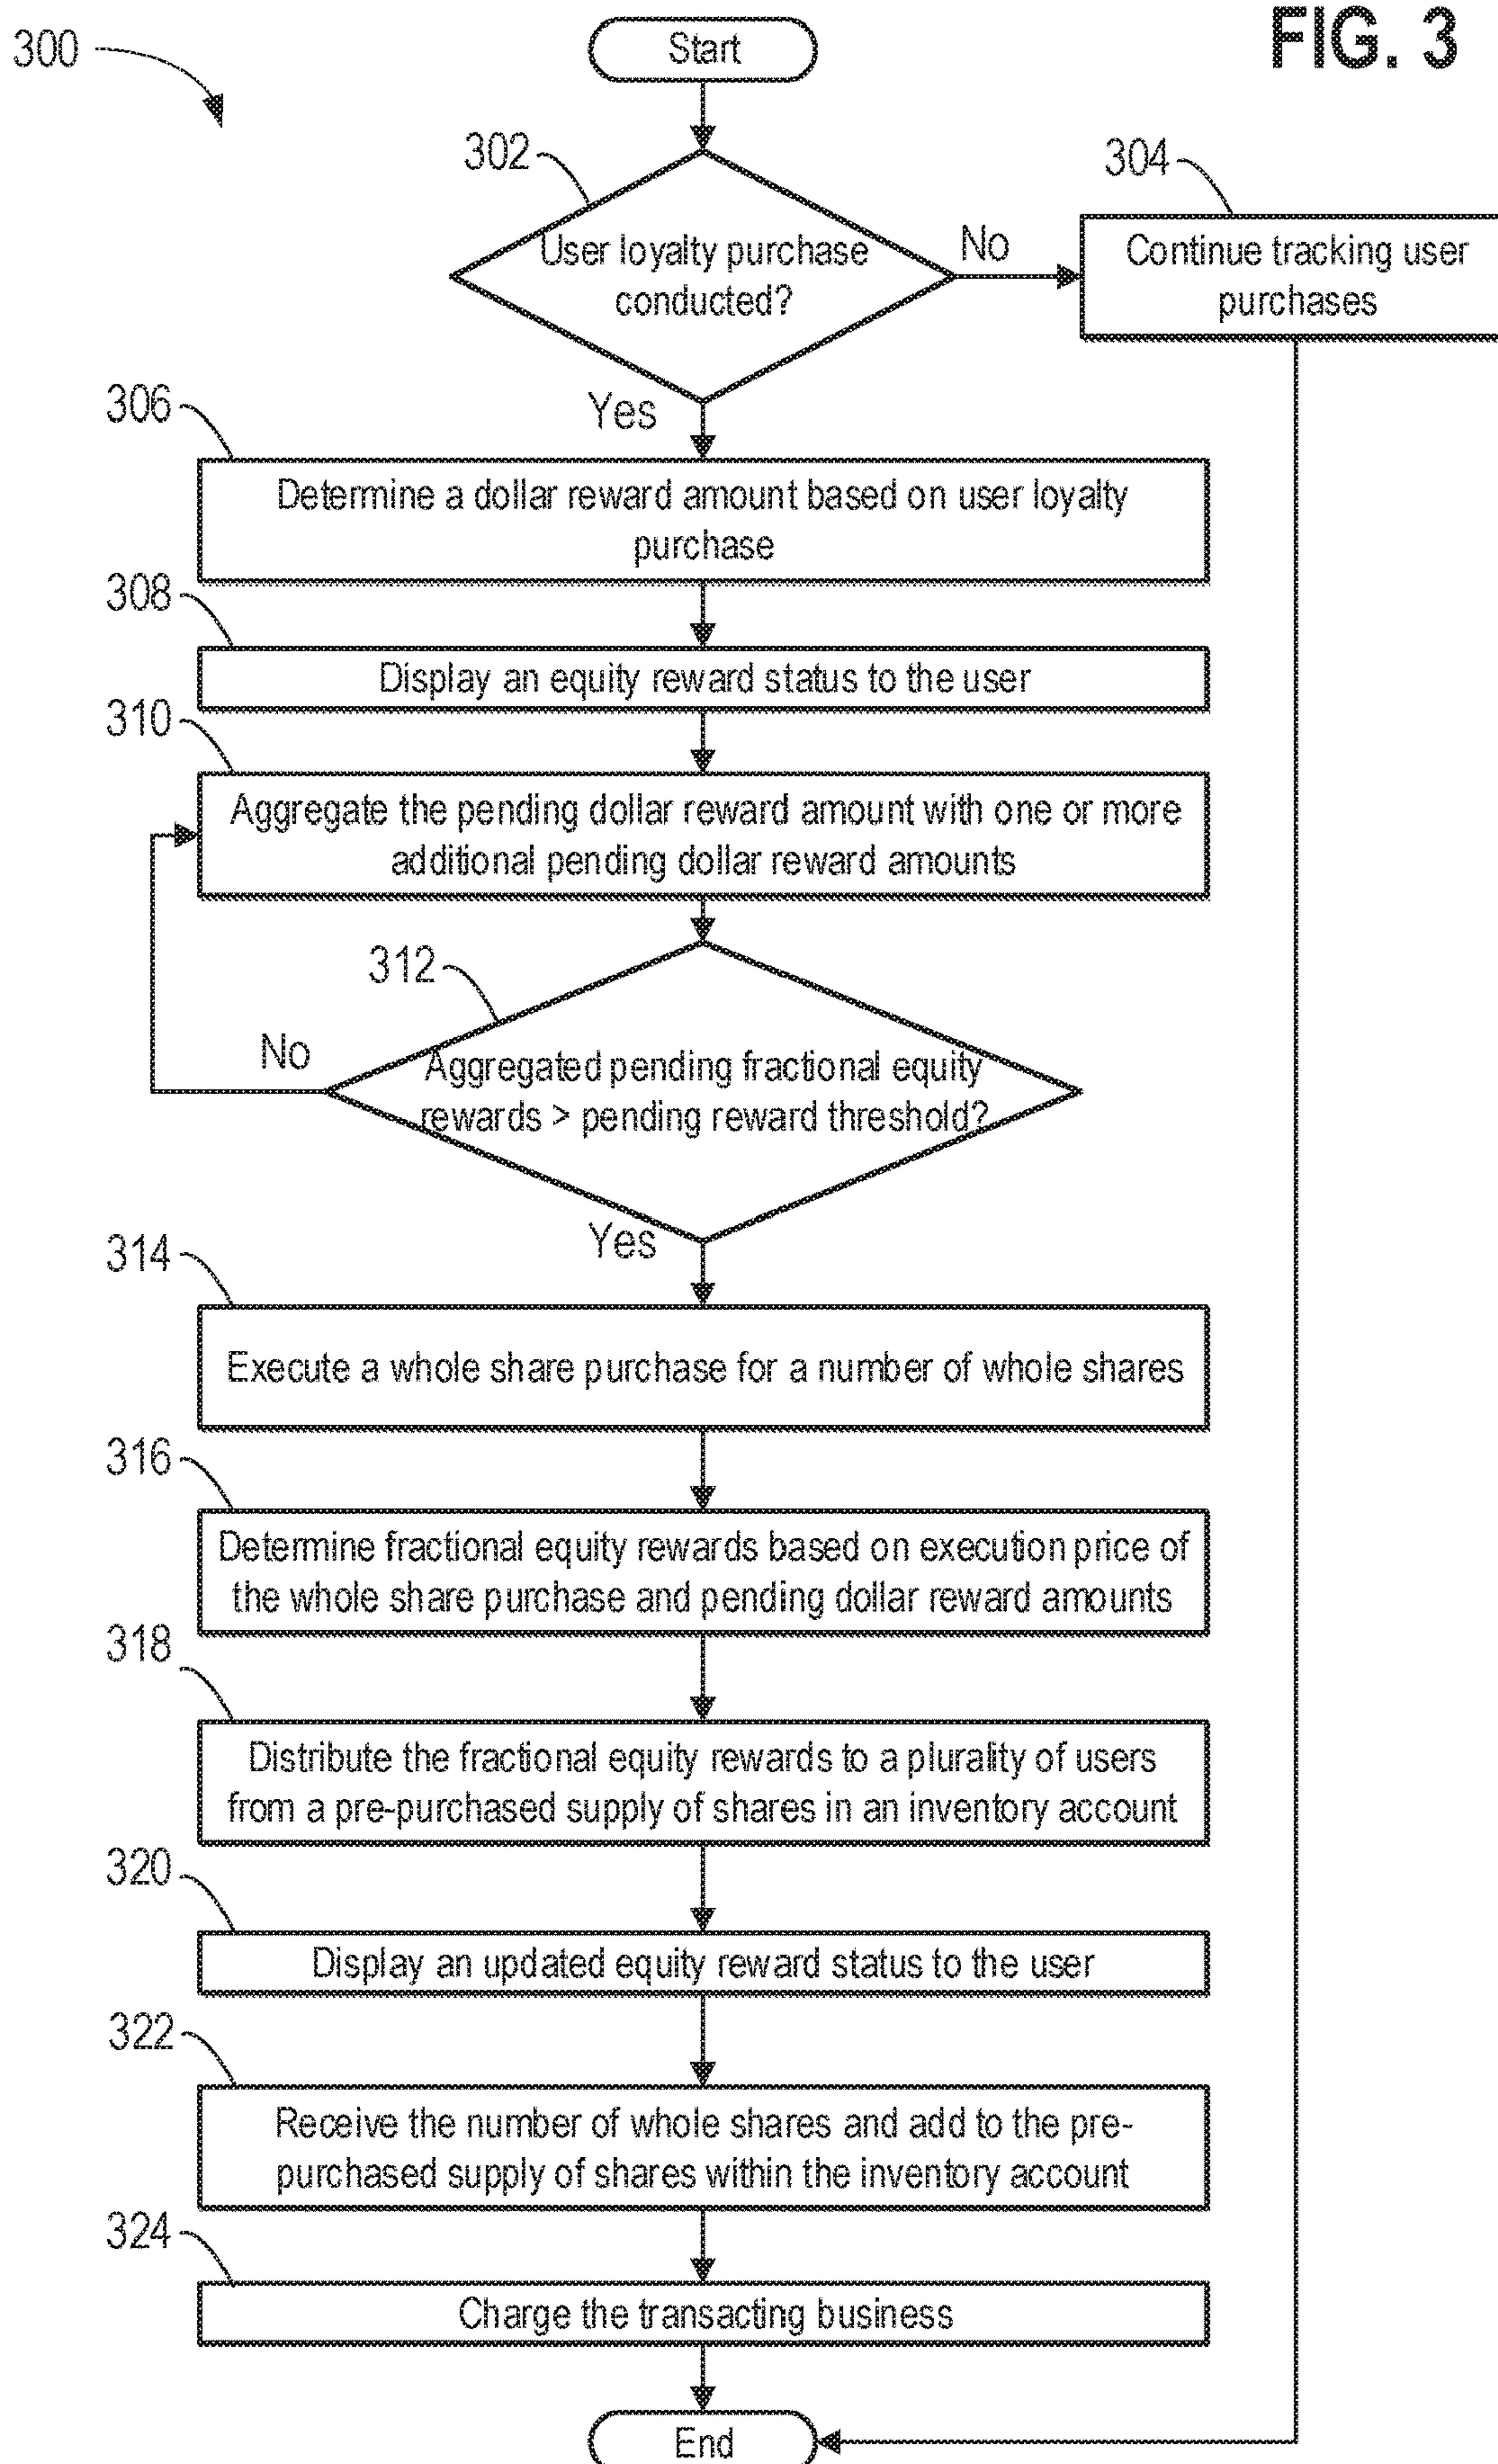 FIG. 3
300
Start
302
304
User loyalty purchase
conducted?
No
Continue tracking user
purchases
Yes
306
Determine a dollar reward amount based on user loyalty
purchase
308
Display an equity reward status to the user
310
Aggregate the pending dollar reward amount with one or more
additional pending dollar reward amounts
312
No
Aggregated pending fractional equity
rewards > pending reward threshold?
Yes
314
Execute a whole share purchase for a number of whole shares
316
Determine fractional equity rewards based on execution price of
the whole share purchase and pending dollar reward amounts
318
Distribute the fractional equity rewards to a plurality of users
from a pre-purchased supply of shares in an inventory account
320
Display an updated equity reward status to the user
322
Receive the number of whole shares and add to the pre-
purchased supply of shares within the inventory account
324
Charge the transacting business
End